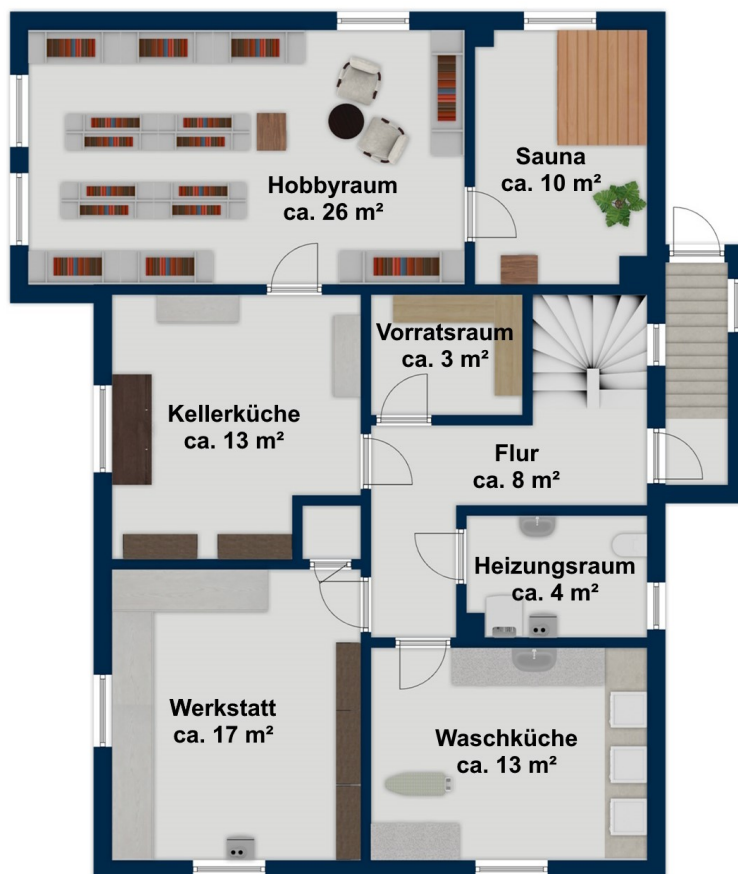 Hobbyraum
ca. 26 m²
Sauna
ca. 10 m²
Vorratsraum
ca. 3 m²
Kellerküche
ca. 13 m²
Flur
ca. 8 m²
Heizungsraum
ca. 4 m²
Werkstatt
ca. 17 m²
Waschküche
ca. 13 m²